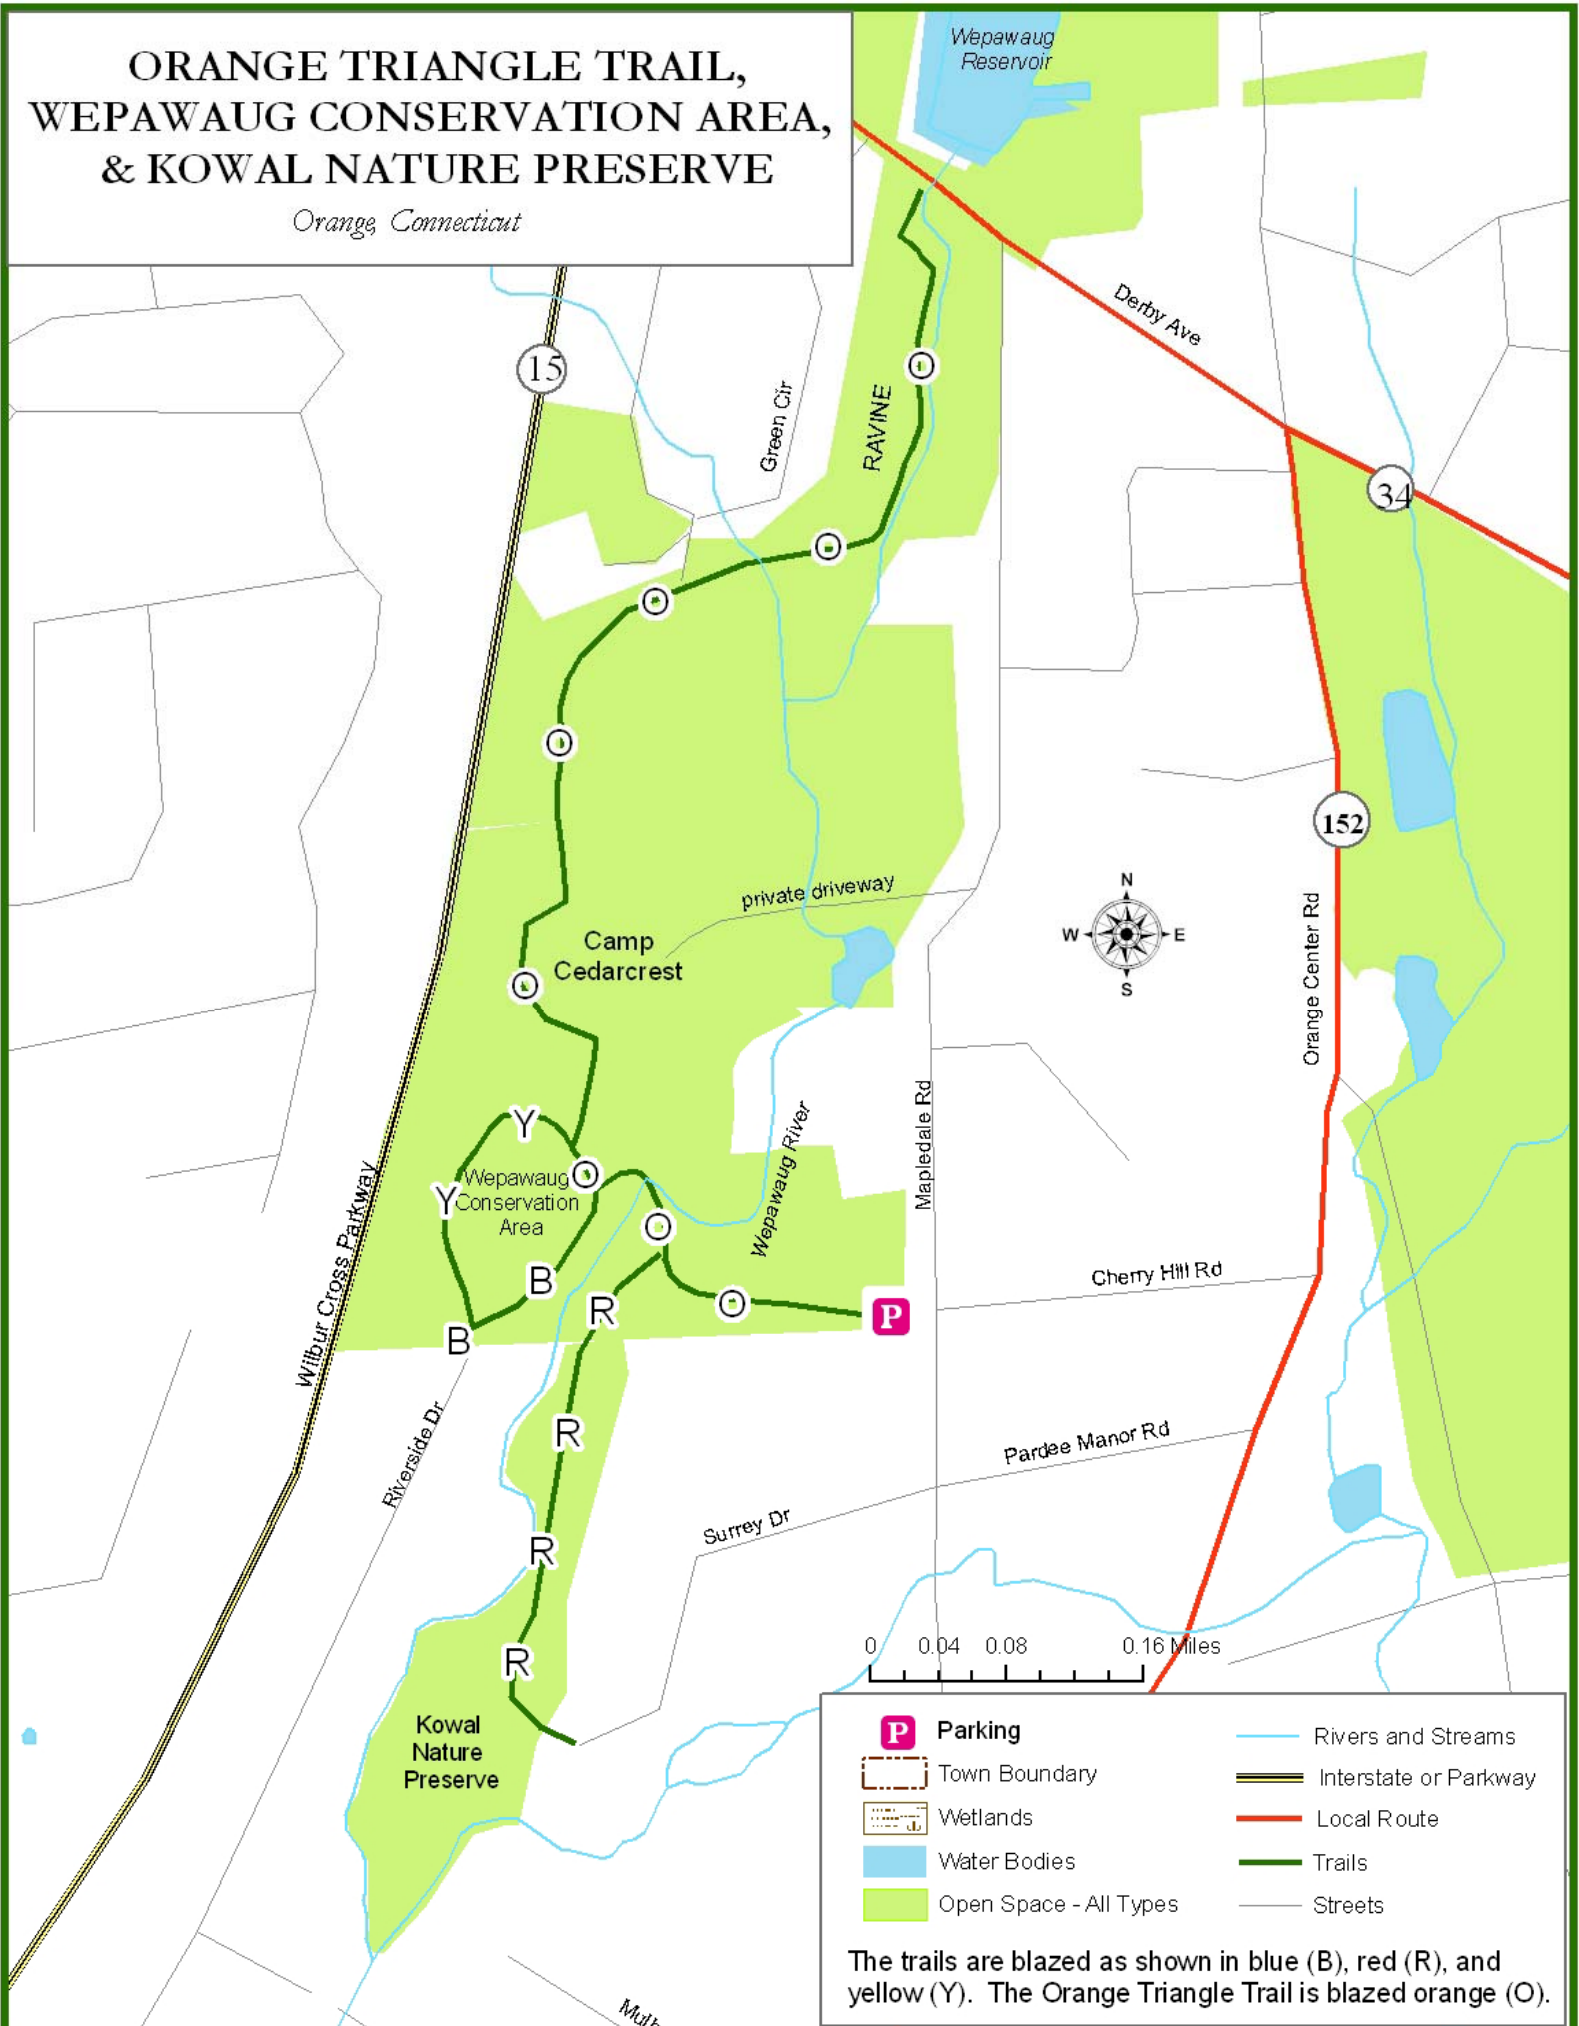 ORANGE TRIANGLE TRAIL,
WEPAWAUG CONSERVATION AREA,
& KOWAL NATURE PRESERVE
Orange, Connecticut
Wepawaug
Reservoir
Derby Ave
15
Green Cir
RAVINE
O
34
O
O
O
152
private driveway
Camp
Cedarcrest
N
W
E
S
Orange Center Rd
O
Mapledale Rd
Y
Wepawaug River
O
Wepawaug
Y
Conservation
Area
O
Wilbur Cross Parkway
Cherry Hill Rd
B
R
O
P
B
Riverside Dr
R
Pardee Manor Rd
Surrey Dr
R
R
0 0.04 0.08 0.16 Miles
Kowal
Nature
Preserve
P Parking
Town Boundary
Wetlands
Water Bodies
Open Space - All Types
Rivers and Streams
Interstate or Parkway
Local Route
Trails
Streets
The trails are blazed as shown in blue (B), red (R), and
yellow (Y). The Orange Triangle Trail is blazed orange (O).